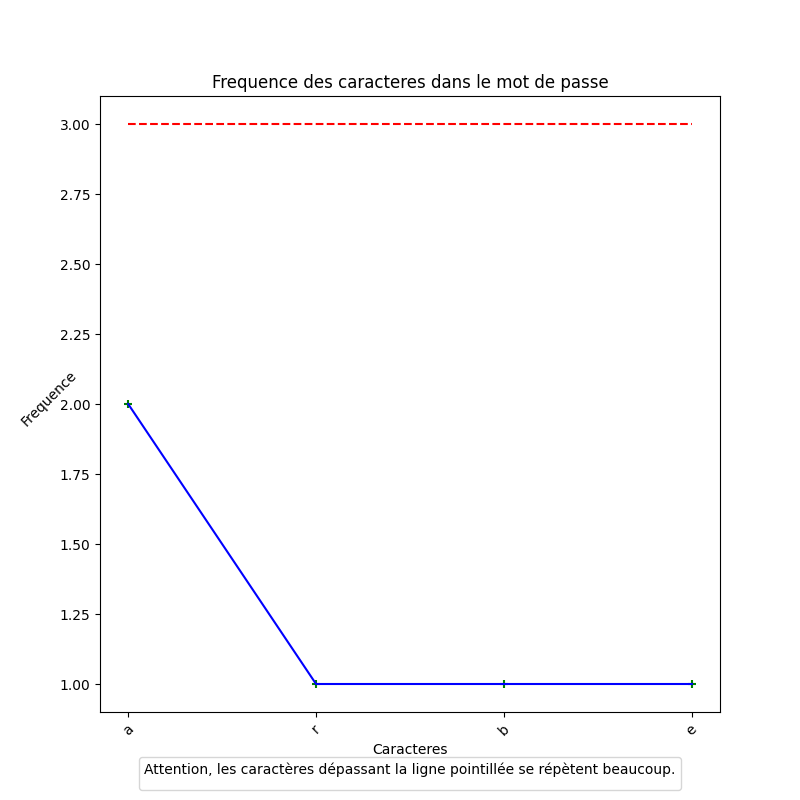 Frequence des caracteres dans le mot de passe
3.00
2.75
2.50
2.25
2.00
1.75
1.50
1.25
1.00
Frequence
a
r
b
e
Caracteres
Attention, les caractères dépassant la ligne pointillée se répètent beaucoup.